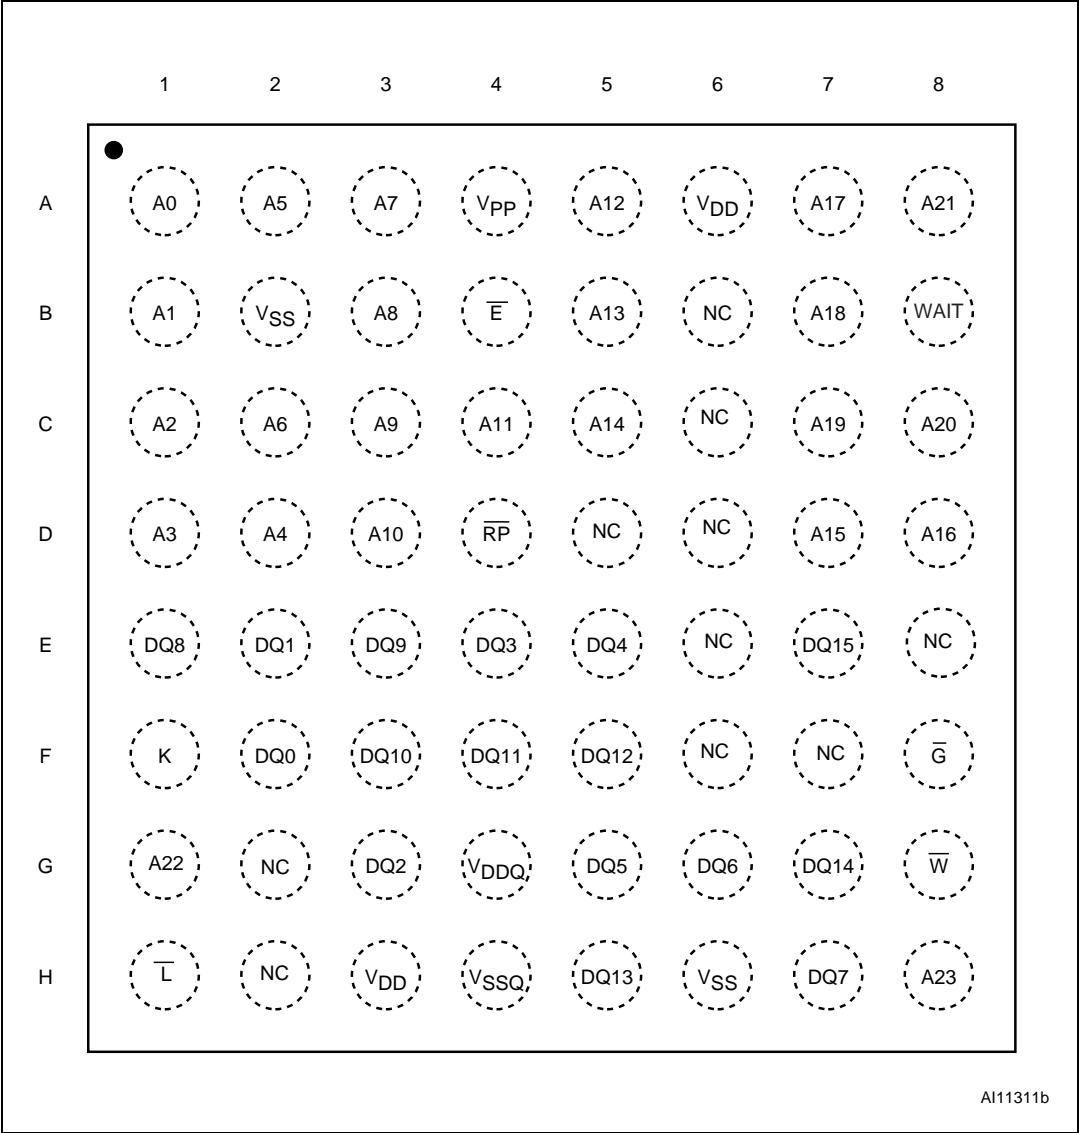 1 2 3 4 5 6 7 8
A A0 A5 A7 VPP A12 VDD A17 A21
B A1 VSS A8 E̅ A13 NC A18 WAIT
C A2 A6 A9 A11 A14 NC A19 A20
D A3 A4 A10 R̅P̅ NC NC A15 A16
E DQ8 DQ1 DQ9 DQ3 DQ4 NC DQ15 NC
F K DQ0 DQ10 DQ11 DQ12 NC NC G̅
G A22 NC DQ2 VDDQ DQ5 DQ6 DQ14 W̅
H L̅ NC VDD VSSQ DQ13 VSS DQ7 A23
AI11311b